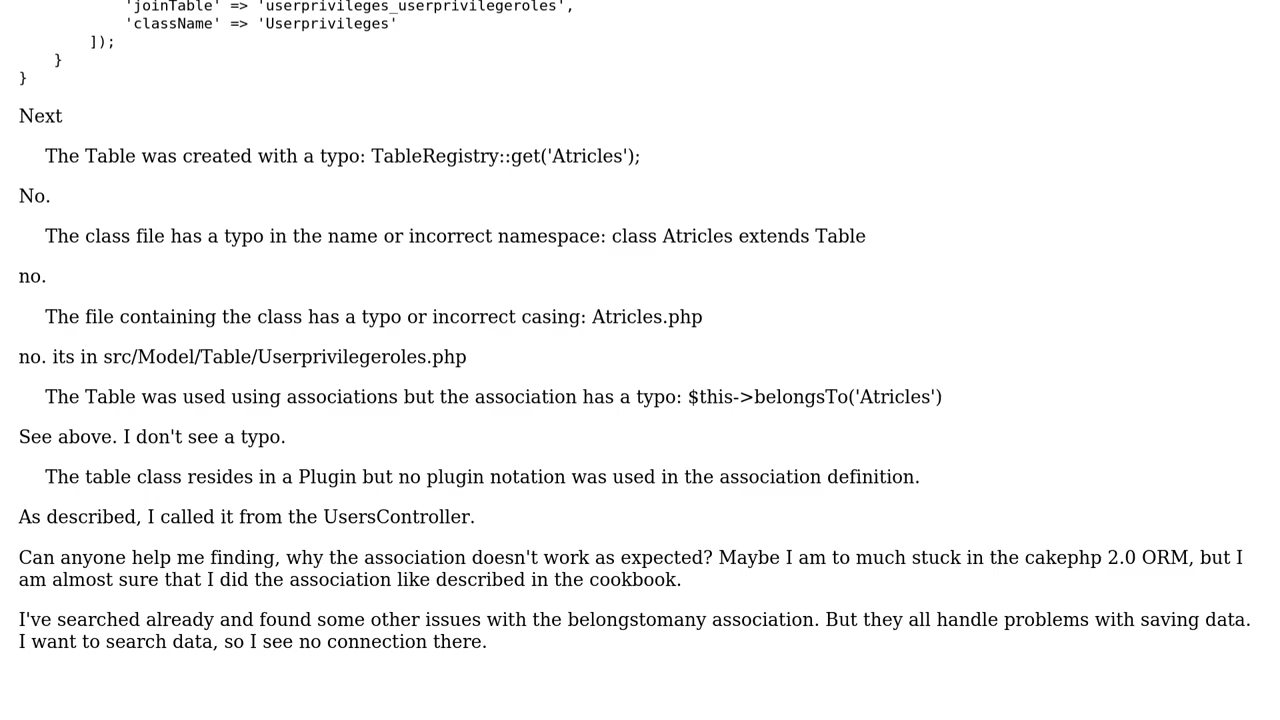 'joinTable' => 'userprivileges_userprivilegeroles',
'className' => 'Userprivileges'
]);
}
}
Next
The Table was created with a typo: TableRegistry::get('Atricles');
No.
The class file has a typo in the name or incorrect namespace: class Atricles extends Table
no.
The file containing the class has a typo or incorrect casing: Atricles.php
no. its in src/Model/Table/Userprivilegeroles.php
The Table was used using associations but the association has a typo: $this->belongsTo('Atricles')
See above. I don't see a typo.
The table class resides in a Plugin but no plugin notation was used in the association definition.
As described, I called it from the UsersController.
Can anyone help me finding, why the association doesn't work as expected? Maybe I am to much stuck in the cakephp 2.0 ORM, but I
am almost sure that I did the association like described in the cookbook.
I've searched already and found some other issues with the belongstomany association. But they all handle problems with saving data.
I want to search data, so I see no connection there.